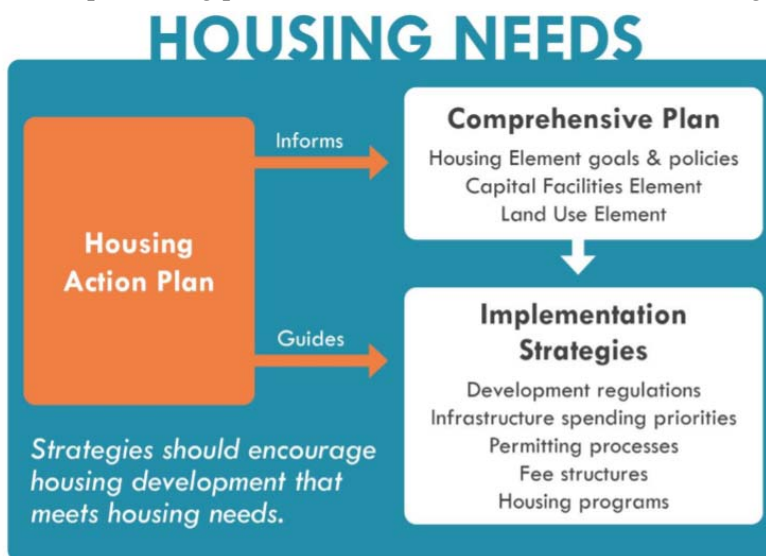 HOUSING NEEDS
Housing
Action Plan
Informs
Comprehensive Plan
Housing Element goals & policies
Capital Facilities Element
Land Use Element
Guides
Implementation
Strategies
Development regulations
Infrastructure spending priorities
Permitting processes
Fee structures
Housing programs
Strategies should encourage
housing development that
meets housing needs.